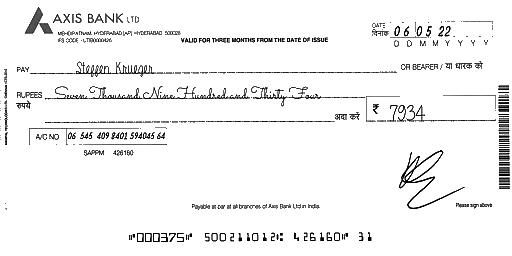 AXIS BANK LTD
MEHDIPATNAM, HYDERABAD(AP) HYDERABAD 500028
IFS CODE - UTIB0000426
VALID FOR THREE MONTHS FROM THE DATE OF ISSUE
DATE
दिनांक 06 05 22
D D M M Y Y Y Y
PAY Steffen Krueger OR BEARER / या धारक को
RUPEES Seven Thousand Nine Hundred and Thirty Four
रुपये अदा करें ₹ 7934
A/C NO 06 545 409 8401 594045 64
SAPPM 426160
Please sign above
Payable at par at all branches of Axis Bank Ltd in India.
"000375" 500211012: 426160" 31